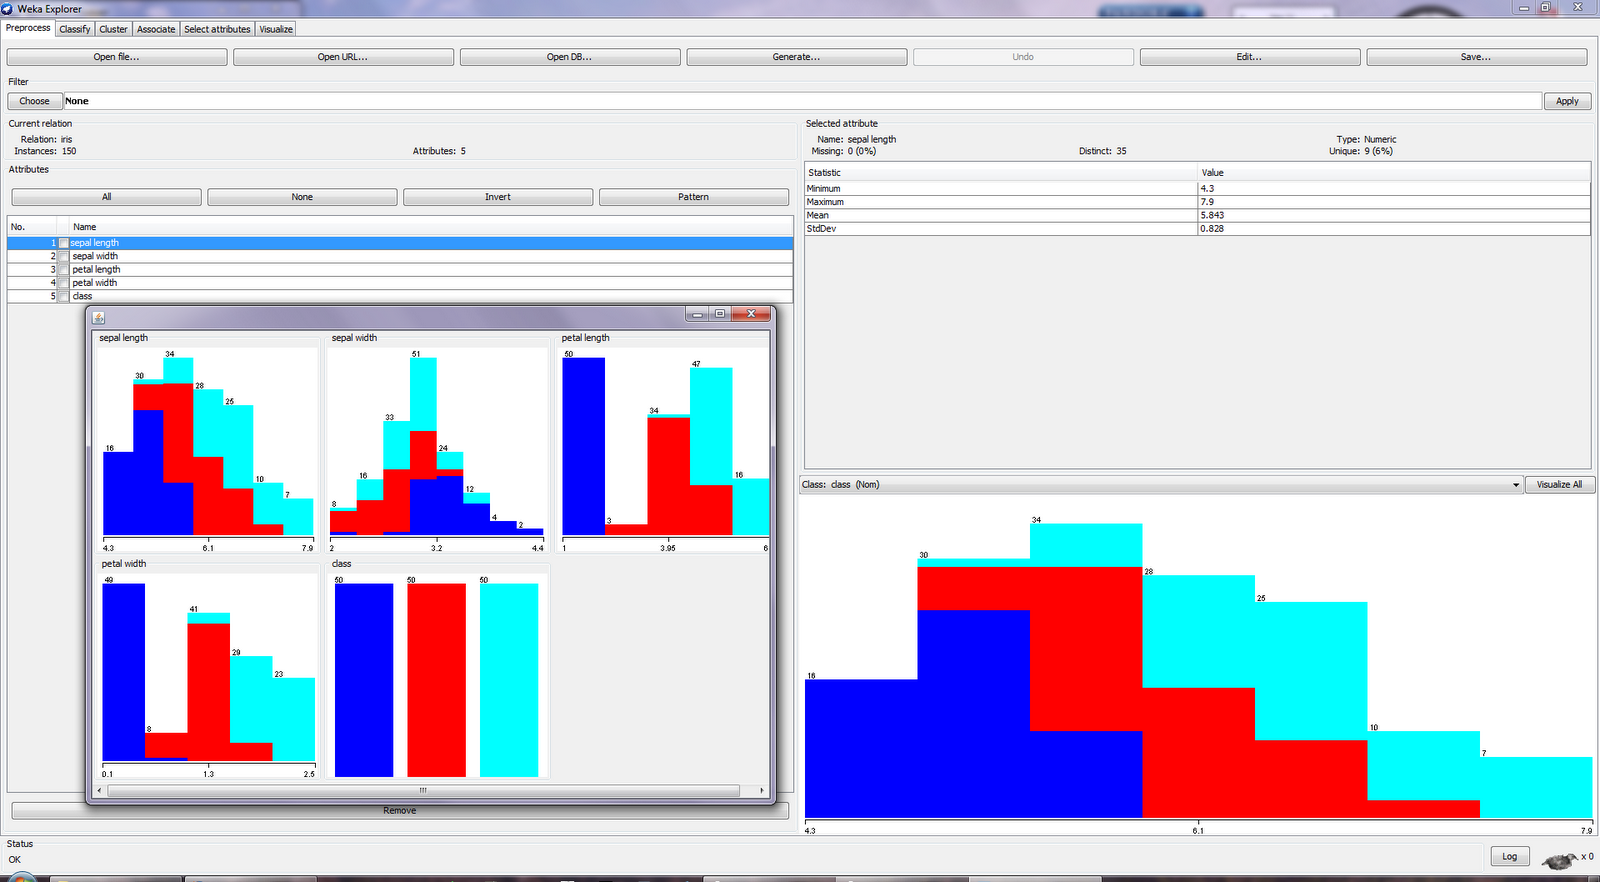 Weka Explorer
Preprocess Classify Cluster Associate Select attributes Visualize
Open file... Open URL... Open DB... Generate... Undo Edit... Save...
Filter
Choose None Apply
Current relation
Relation: iris
Instances: 150 Attributes: 5
Attributes
All None Invert Pattern
No. Name
1 sepal length
2 sepal width
3 petal length
4 petal width
5 class
Selected attribute
Name: sepal length Type: Numeric
Missing: 0 (0%) Distinct: 35 Unique: 9 (6%)
Statistic Value
Minimum 4.3
Maximum 7.9
Mean 5.843
StdDev 0.828
sepal length
16 30 34 28 25 10 7
4.3 6.1 7.9
sepal width
8 16 33 51 24 12 4 2
2 3.2 4.4
petal length
50 3 34 47 16
1 3.95 6
petal width
49 8 41 29 23
0.1 1.3 2.5
class
50 50 50
Remove
Class: class (Nom) Visualize All
16 30 34 28 25 10 7
4.3 6.1 7.9
Status
OK
Log x 0